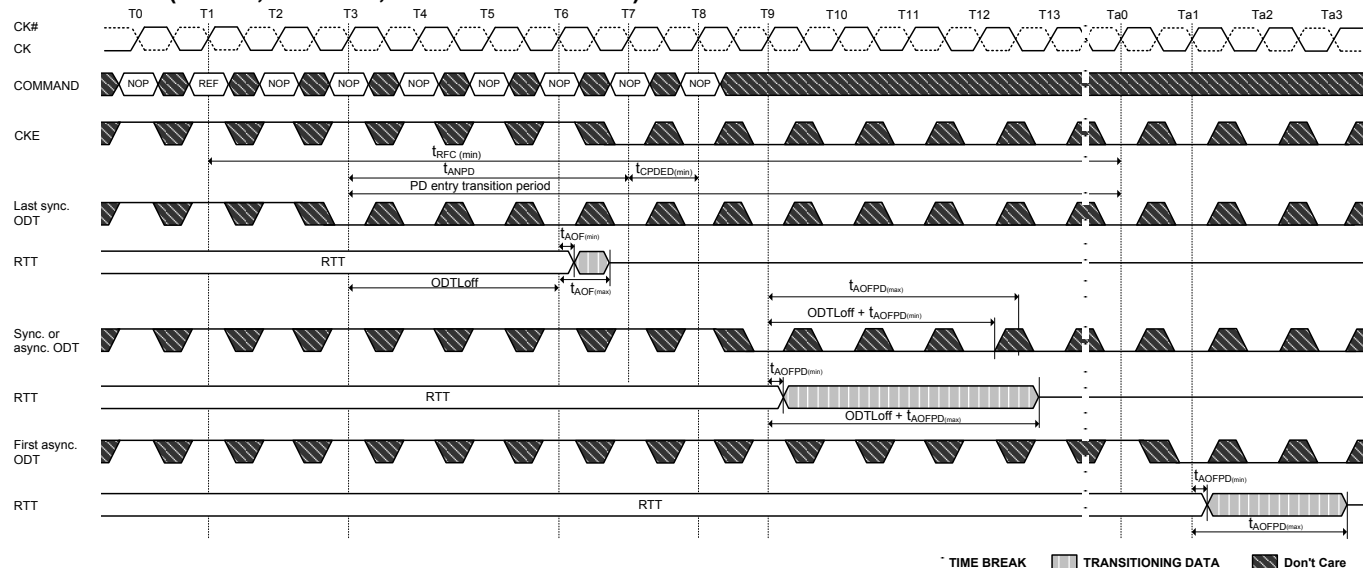 T0 T1 T2 T3 T4 T5 T6 T7 T8 T9 T10 T11 T12 T13 Ta0 Ta1 Ta2 Ta3
CK#
CK
COMMAND NOP REF NOP NOP NOP NOP NOP NOP NOP
CKE
tRFC (min)
tANPD tCPDED(min)
PD entry transition period
Last sync.
ODT
tAOF(min)
RTT RTT
ODTLoff tAOF(max)
tAOFPD(max)
ODTLoff + tAOFPD(min)
Sync. or
async. ODT
tAOFPD(min)
RTT RTT
ODTLoff + tAOFPD(max)
First async.
ODT
tAOFPD(min)
RTT RTT
tAOFPD(max)
TIME BREAK TRANSITIONING DATA Don't Care